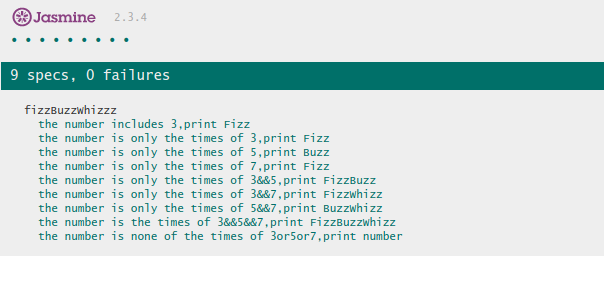 Jasmine 2.3.4
• • • • • • • • •
9 specs, 0 failures
fizzBuzzWhizzz
the number includes 3,print Fizz
the number is only the times of 3,print Fizz
the number is only the times of 5,print Buzz
the number is only the times of 7,print Fizz
the number is only the times of 3&&5,print FizzBuzz
the number is only the times of 3&&7,print FizzWhizz
the number is only the times of 5&&7,print BuzzWhizz
the number is the times of 3&&5&&7,print FizzBuzzWhizz
the number is none of the times of 3or5or7,print number